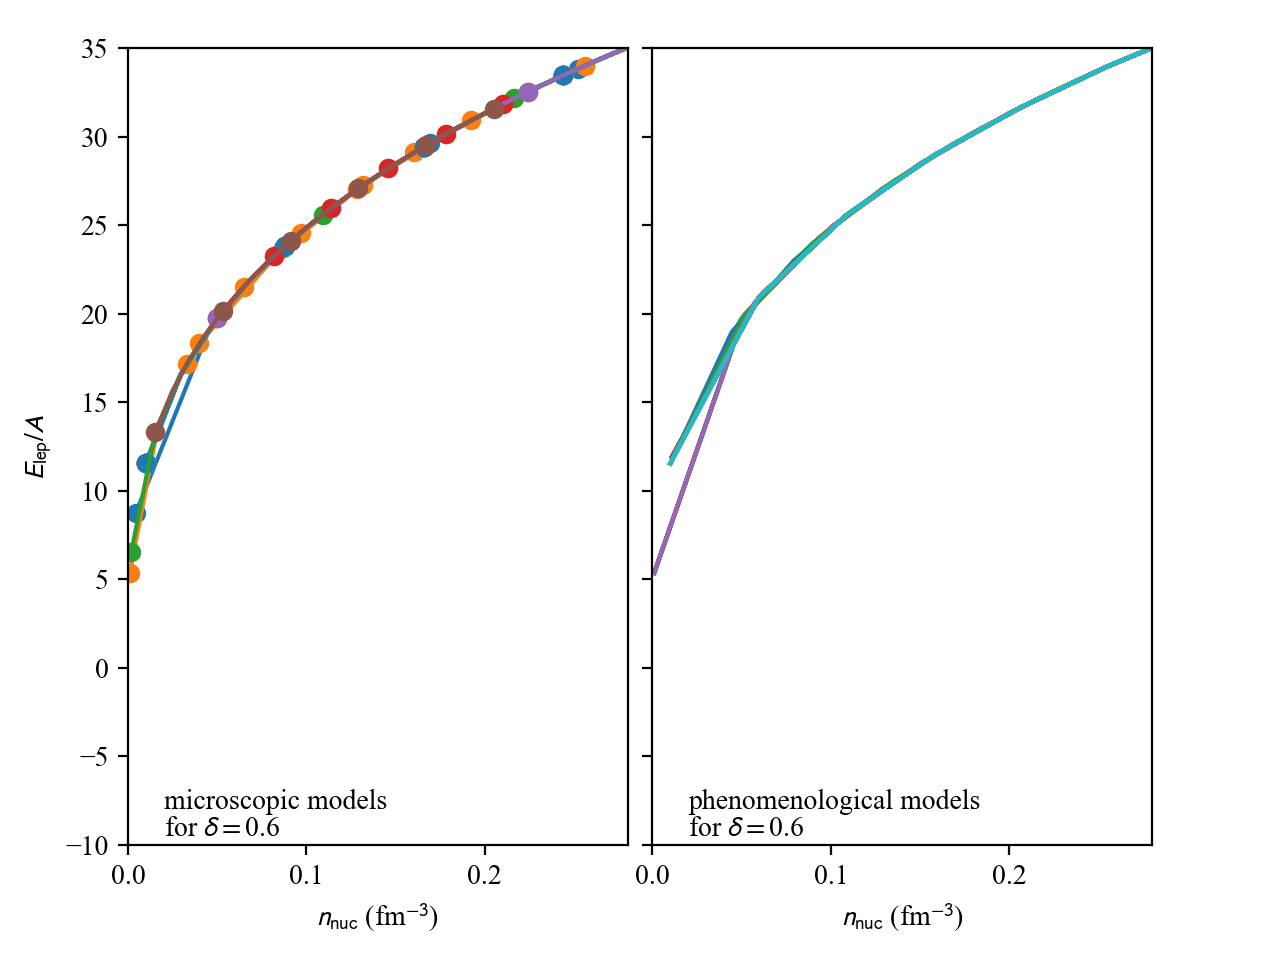 35
30
25
20
15
10
5
0
−5
−10
E_lep/A
microscopic models
for δ = 0.6
0.0
0.1
0.2
n_nuc (fm⁻³)
phenomenological models
for δ = 0.6
0.0
0.1
0.2
n_nuc (fm⁻³)